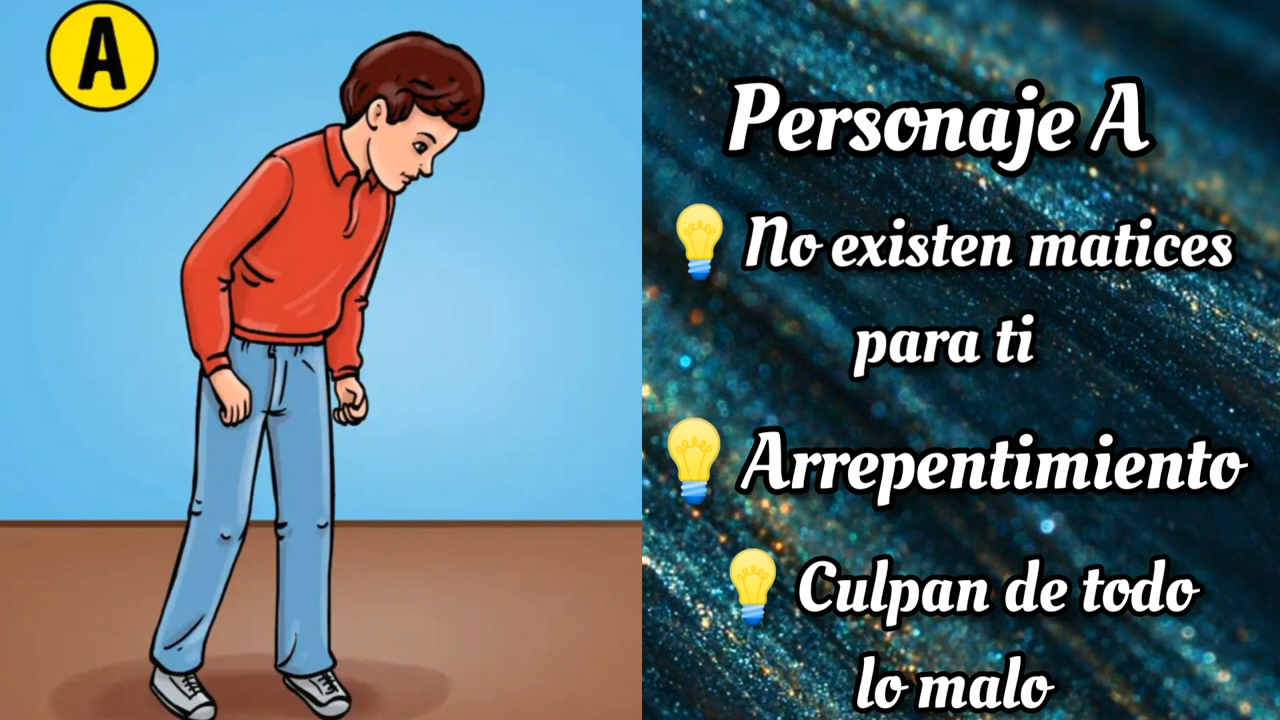 A
Personaje A
No existen matices
para ti
Arrepentimiento
Culpan de todo
lo malo